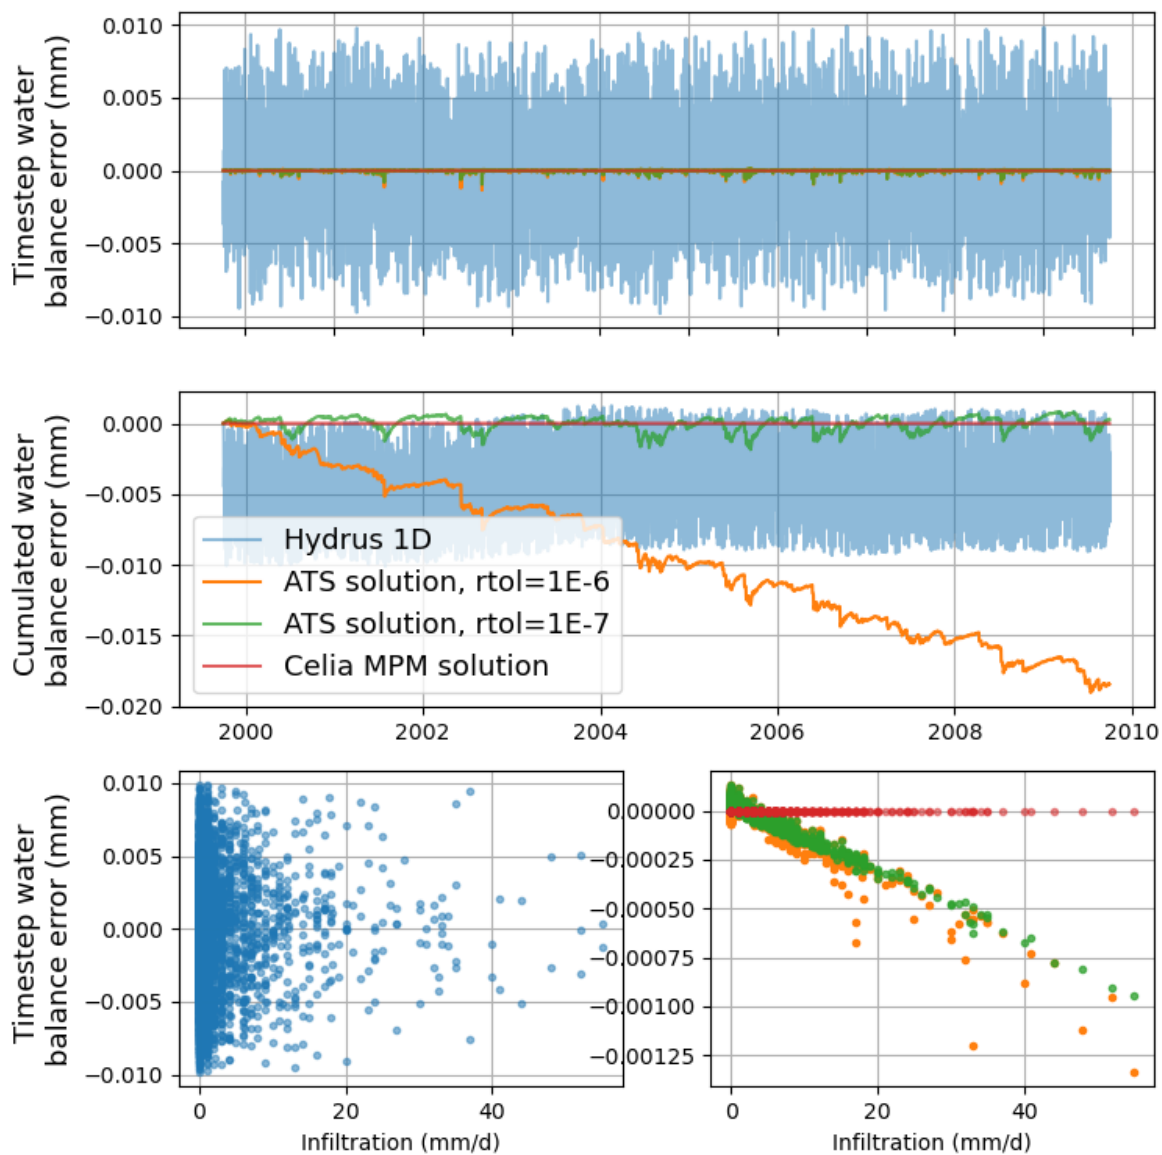 Timestep water
balance error (mm)
0.010
0.005
0.000
−0.005
−0.010
Cumulated water
balance error (mm)
0.000
−0.005
−0.010
−0.015
−0.020
Hydrus 1D
ATS solution, rtol=1E-6
ATS solution, rtol=1E-7
Celia MPM solution
2000 2002 2004 2006 2008 2010
Timestep water
balance error (mm)
0.010
0.005
0.000
−0.005
−0.010
0 20 40
Infiltration (mm/d)
0.00000
−0.00025
−0.00050
−0.00075
−0.00100
−0.00125
0 20 40
Infiltration (mm/d)